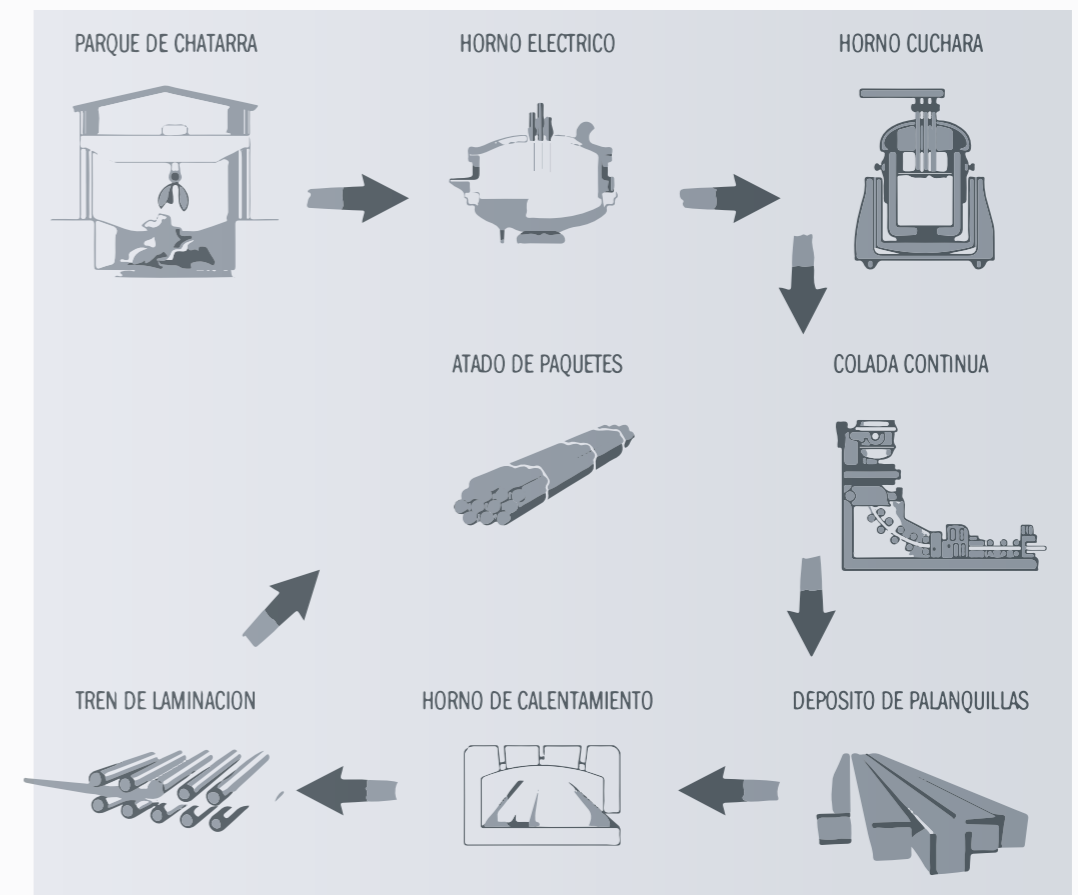 PARQUE DE CHATARRA
HORNO ELECTRICO
HORNO CUCHARA
ATADO DE PAQUETES
COLADA CONTINUA
TREN DE LAMINACION
HORNO DE CALENTAMIENTO
DEPOSITO DE PALANQUILLAS